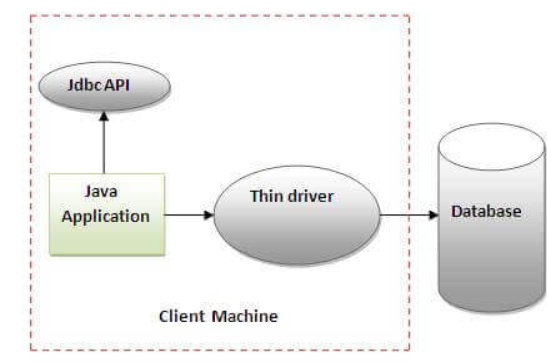 Jdbc API
Java
Application
Thin driver
Database
Client Machine